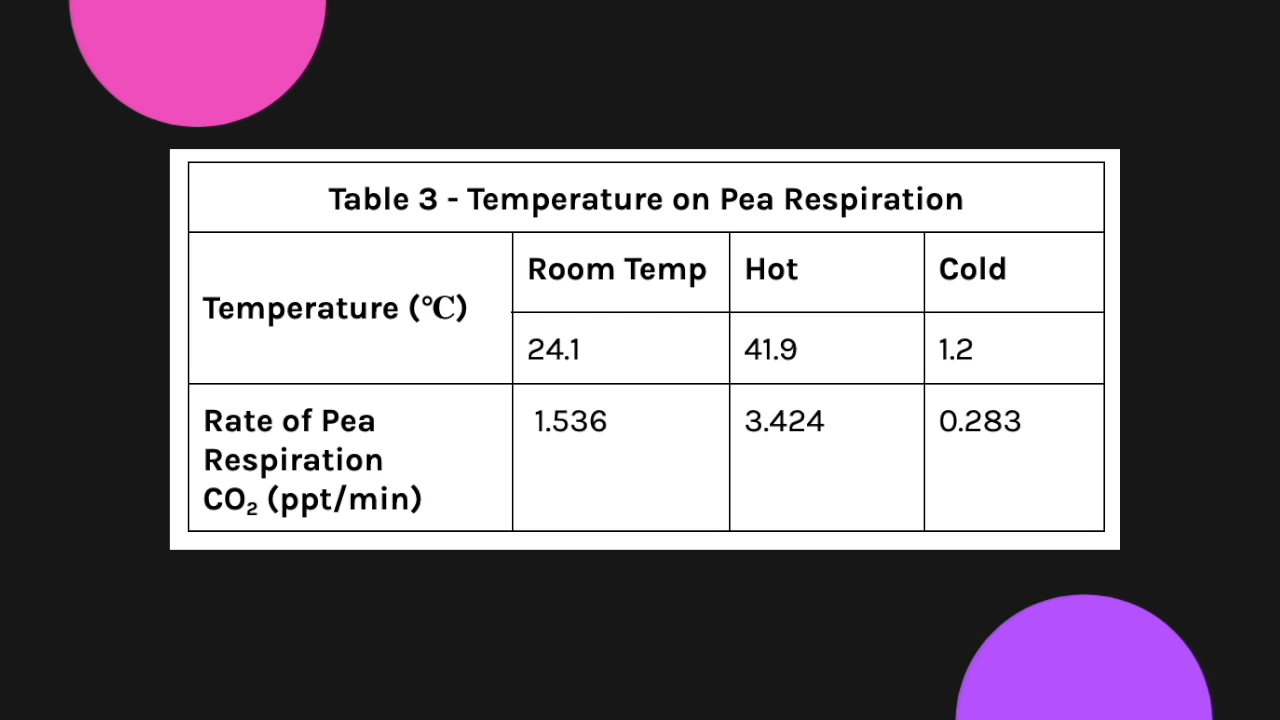 Table 3 - Temperature on Pea Respiration
Temperature (℃)
Room Temp
Hot
Cold
24.1
41.9
1.2
Rate of Pea
Respiration
CO₂ (ppt/min)
1.536
3.424
0.283